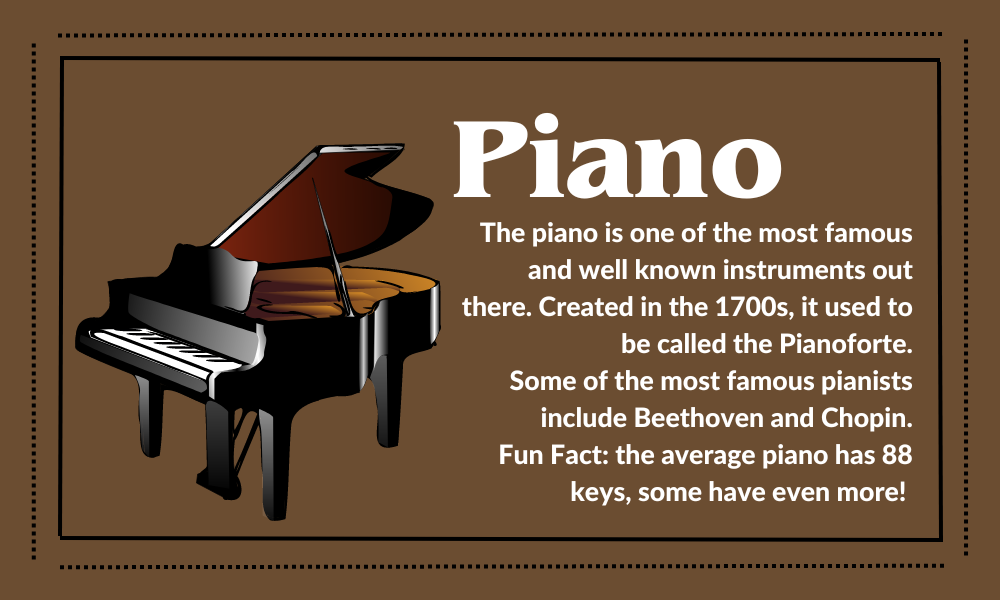 Piano
The piano is one of the most famous
and well known instruments out
there. Created in the 1700s, it used to
be called the Pianoforte.
Some of the most famous pianists
include Beethoven and Chopin.
Fun Fact: the average piano has 88
keys, some have even more!